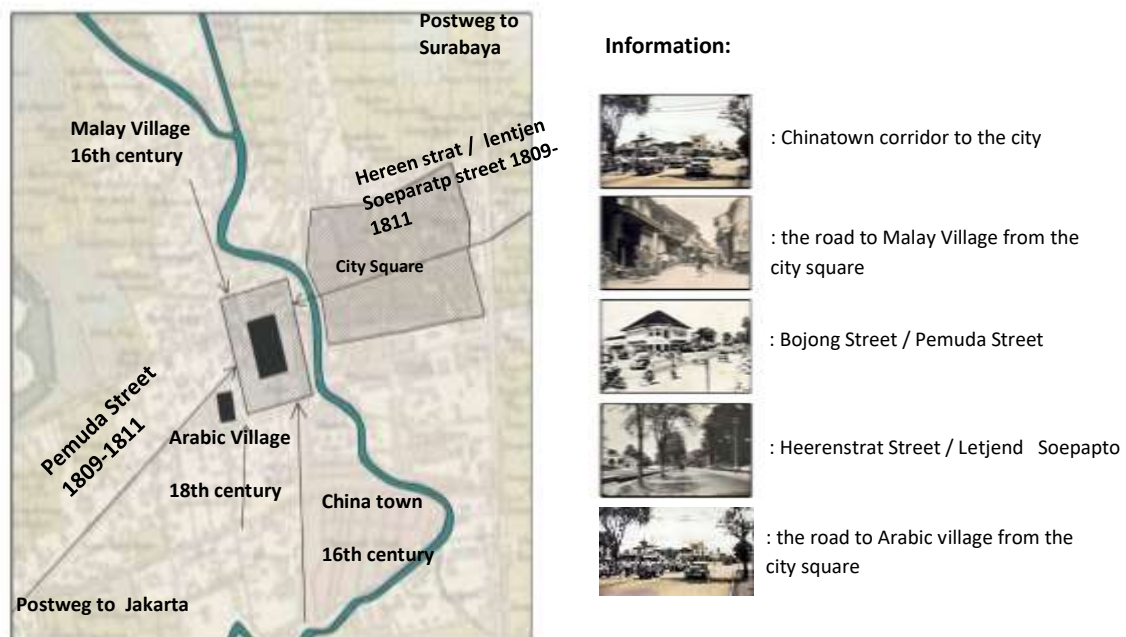 Postweg to
Surabaya
Malay Village
16th century
Hereen strat / lentjen
Soeparatp street 1809-
1811
City Square
Pemuda Street
1809-1811
Arabic Village
18th century
China town
16th century
Postweg to Jakarta
Information:
: Chinatown corridor to the city
: the road to Malay Village from the
city square
: Bojong Street / Pemuda Street
: Heerenstrat Street / Letjend Soepapto
: the road to Arabic village from the
city square